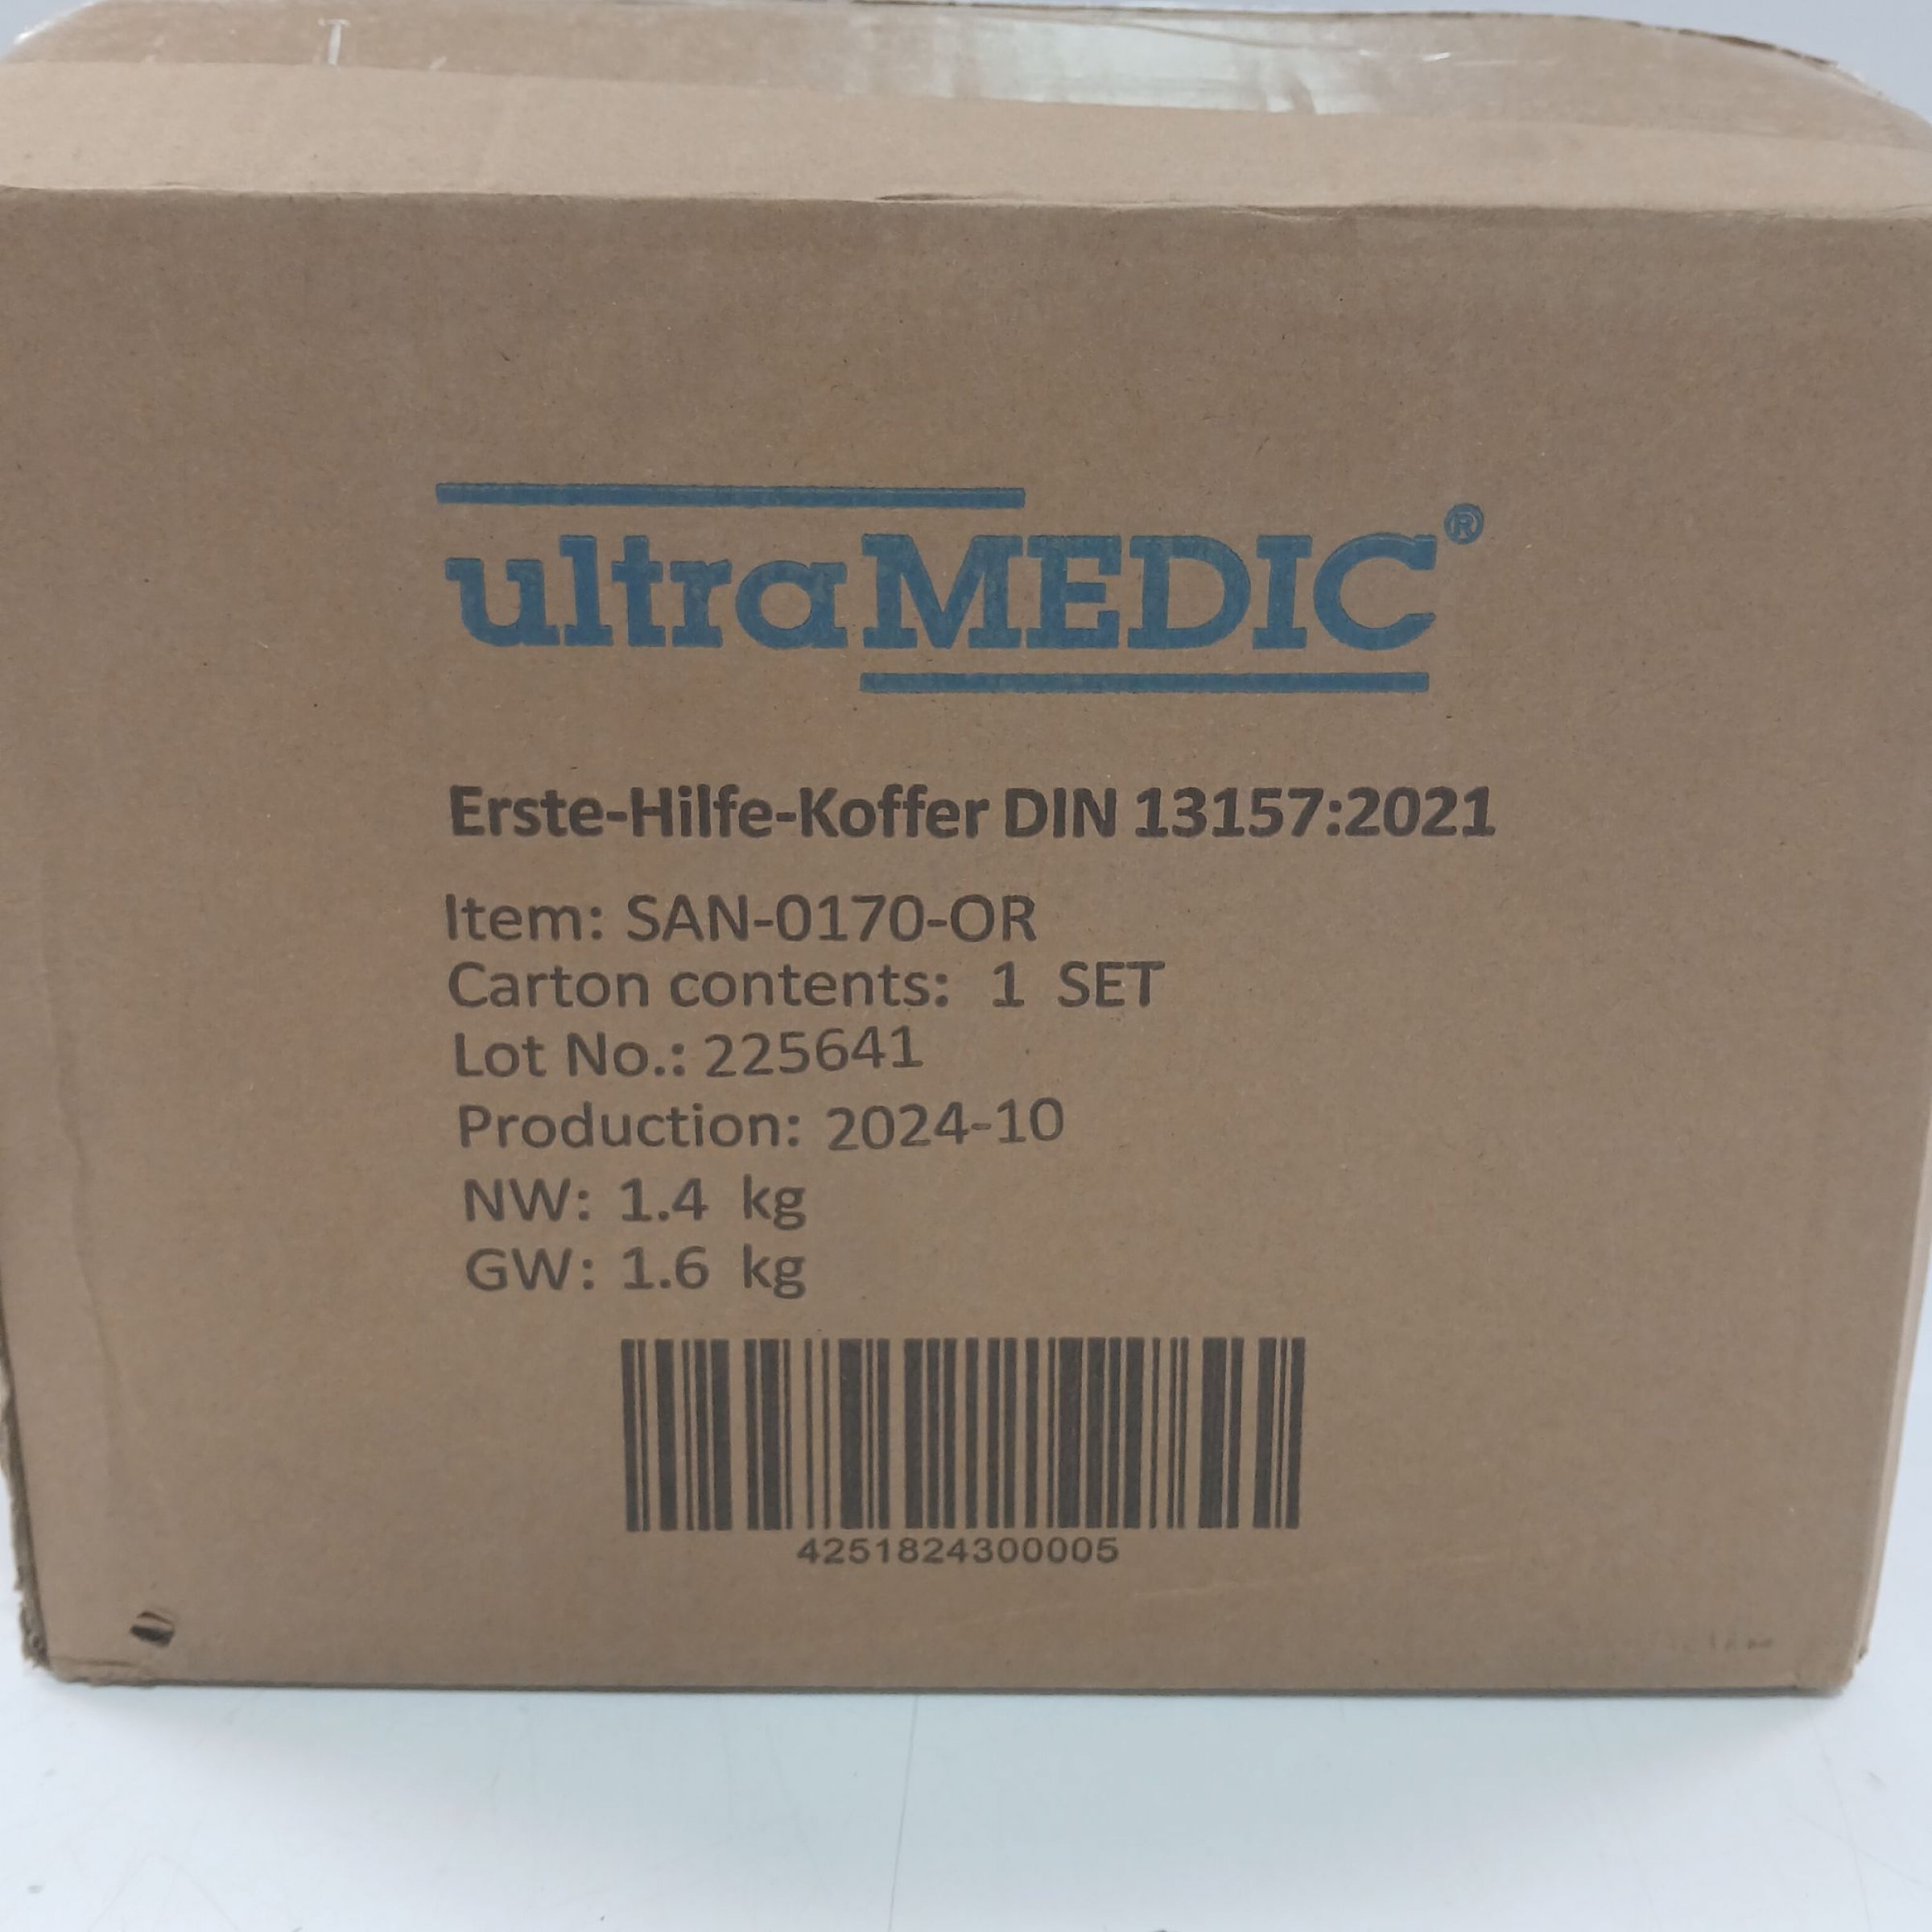 ultraMEDIC®
Erste-Hilfe-Koffer DIN 13157:2021
Item: SAN-0170-OR
Carton contents: 1 SET
Lot No.: 225641
Production: 2024-10
NW: 1.4 kg
GW: 1.6 kg
4251824300005